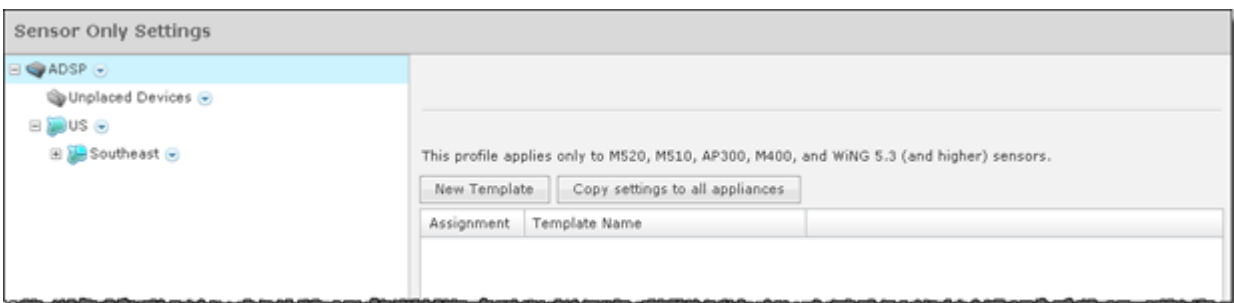 Sensor Only Settings
ADSP
Unplaced Devices
US
Southeast
This profile applies only to M520, M510, AP300, M400, and WiNG 5.3 (and higher) sensors.
New Template Copy settings to all appliances
Assignment Template Name